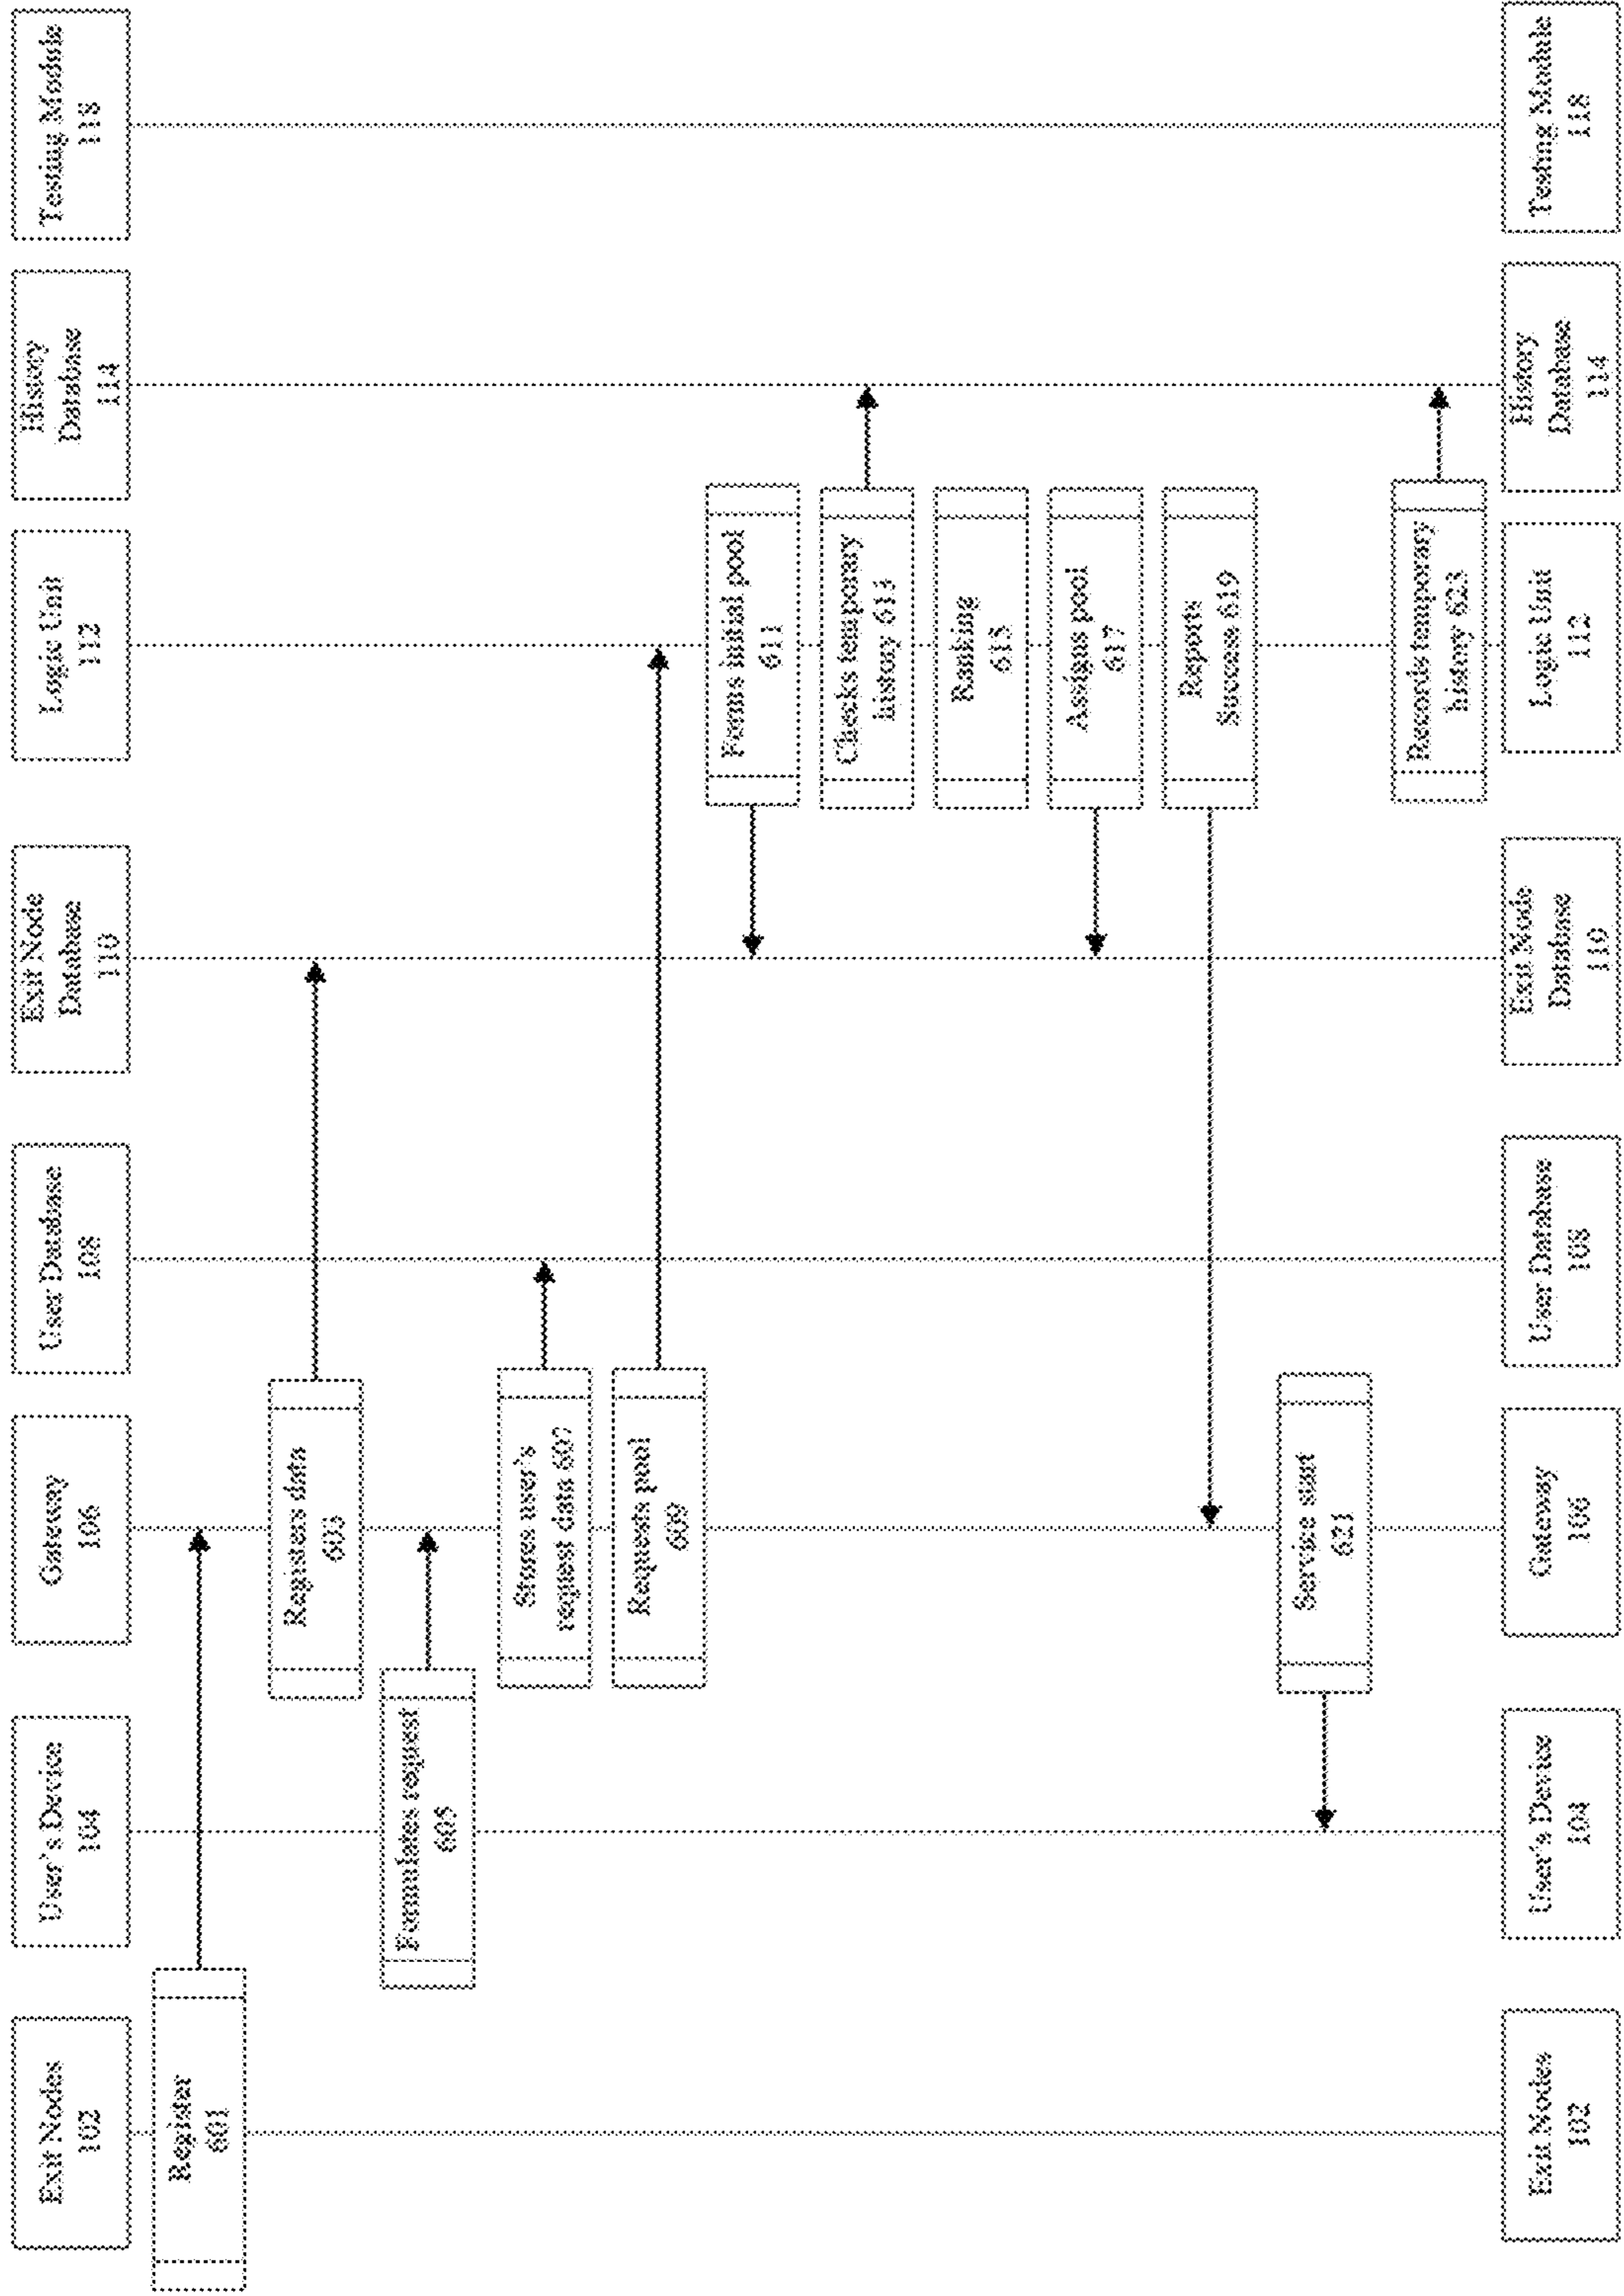 Exit Nodes
102
User's Device
104
Gateway
106
User Database
108
Exit Node
Database
110
Logic Unit
112
History
Database
114
Testing Module
118
Register
601
Registers data
603
Formulates request
605
Stores user's
request data 607
Requests pool
609
Forms initial pool
611
Checks temporary
history 613
Ranking
615
Assigns pool
617
Reports
Success 619
Service start
621
Records temporary
history 623
Exit Nodes
102
User's Device
104
Gateway
106
User Database
108
Exit Node
Database
110
Logic Unit
112
History
Database
114
Testing Module
118